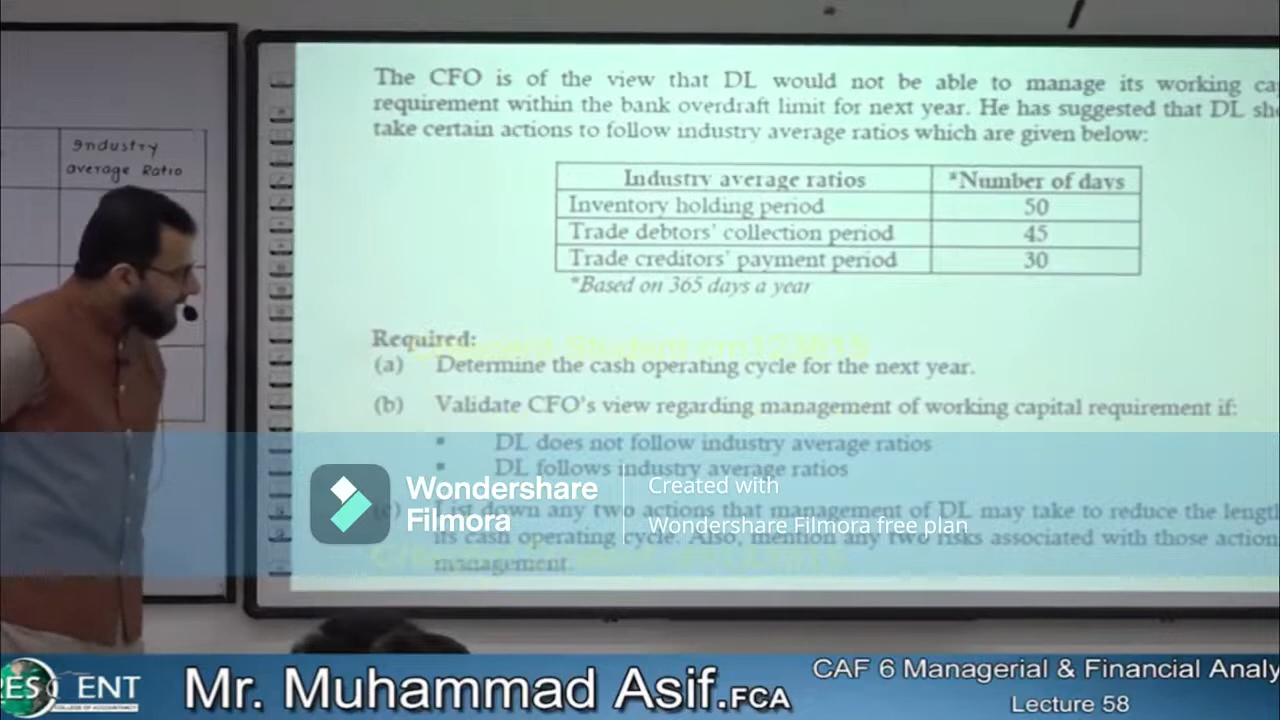 Industry
average Ratio
The CFO is of the view that DL would not be able to manage its working ca
requirement within the bank overdraft limit for next year. He has suggested that DL sh
take certain actions to follow industry average ratios which are given below:
Industry average ratios *Number of days
Inventory holding period 50
Trade debtors' collection period 45
Trade creditors' payment period 30
*Based on 365 days a year
Required:
(a) Determine the cash operating cycle for the next year.
(b) Validate CFO's view regarding management of working capital requirement if:
▪ DL does not follow industry average ratios
▪ DL follows industry average ratios
down any two actions that management of DL may take to reduce the length
its cash operating cycle. Also, mention any two risks associated with those action
management.
Wondershare
Filmora
Created with
Wondershare Filmora free plan
ENT
Mr. Muhammad Asif.FCA
CAF 6 Managerial & Financial Analy
Lecture 58